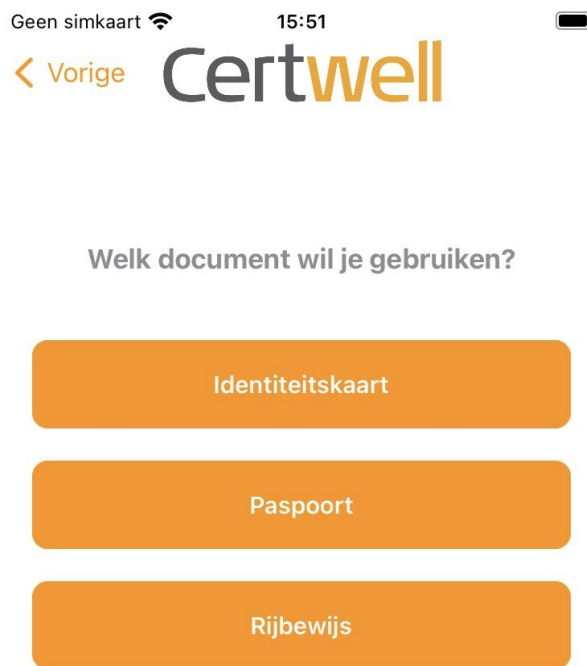 Geen simkaart 15:51
Vorige
Certwell
Welk document wil je gebruiken?
Identiteitskaart
Paspoort
Rijbewijs